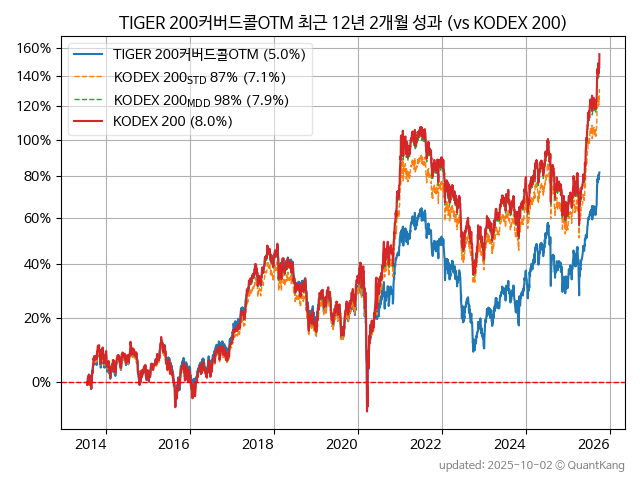 TIGER 200커버드콜OTM 최근 12년 2개월 성과 (vs KODEX 200)
160%
140%
120%
100%
80%
60%
40%
20%
0%
TIGER 200커버드콜OTM (5.0%)
KODEX 200STD 87% (7.1%)
KODEX 200MDD 98% (7.9%)
KODEX 200 (8.0%)
2014 2016 2018 2020 2022 2024 2026
updated: 2025-10-02 © QuantKang